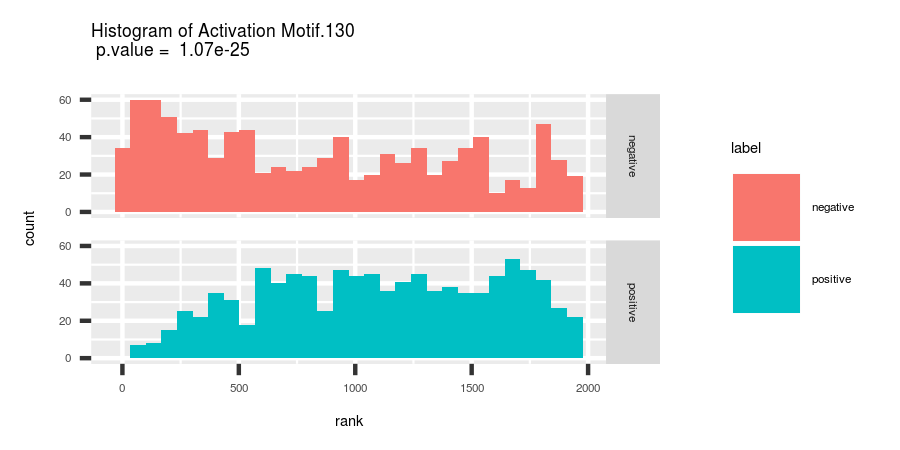 Histogram of Activation Motif.130
p.value = 1.07e-25
count
60
40
20
0
negative
60
40
20
0
positive
0 500 1000 1500 2000
rank
label
negative
positive